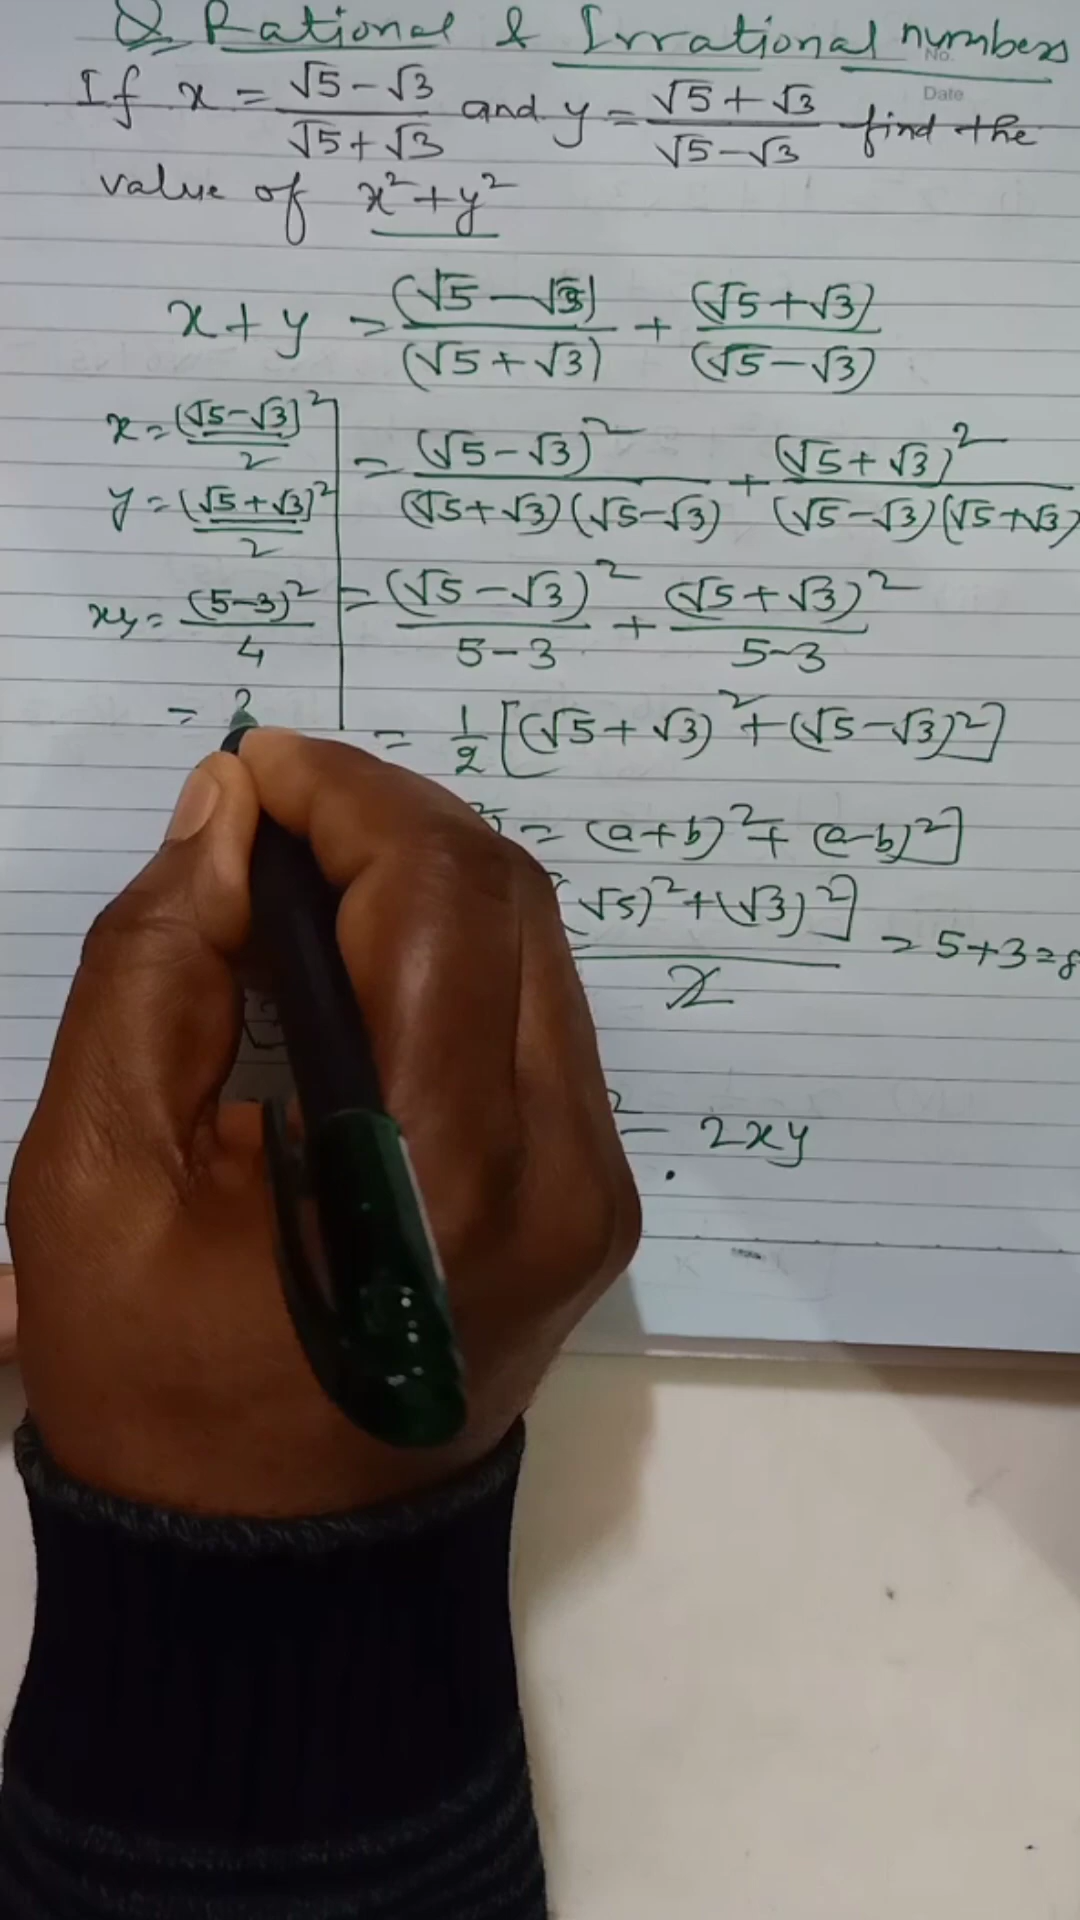 Q Rational & Irrational numbers
No.
Date
If x = (√5-√3)/(√5+√3) and y = (√5+√3)/(√5-√3) find the
value of x²+y²
x+y = (√5-√3)/(√5+√3) + (√5+√3)/(√5-√3)
x = (√5-√3)²/2
y = (√5+√3)²/2
xy = (5-3)²/4
=
= (√5-√3)²/(√5+√3)(√5-√3) + (√5+√3)²/(√5-√3)(√5+√3)
= (√5-√3)²/5-3 + (√5+√3)²/5-3
= 1/2[(√5+√3)²+(√5-√3)²]
= (a+b)²+(a-b)²]
(√5)²+(√3)²]/2 = 5+3=8
² - 2xy